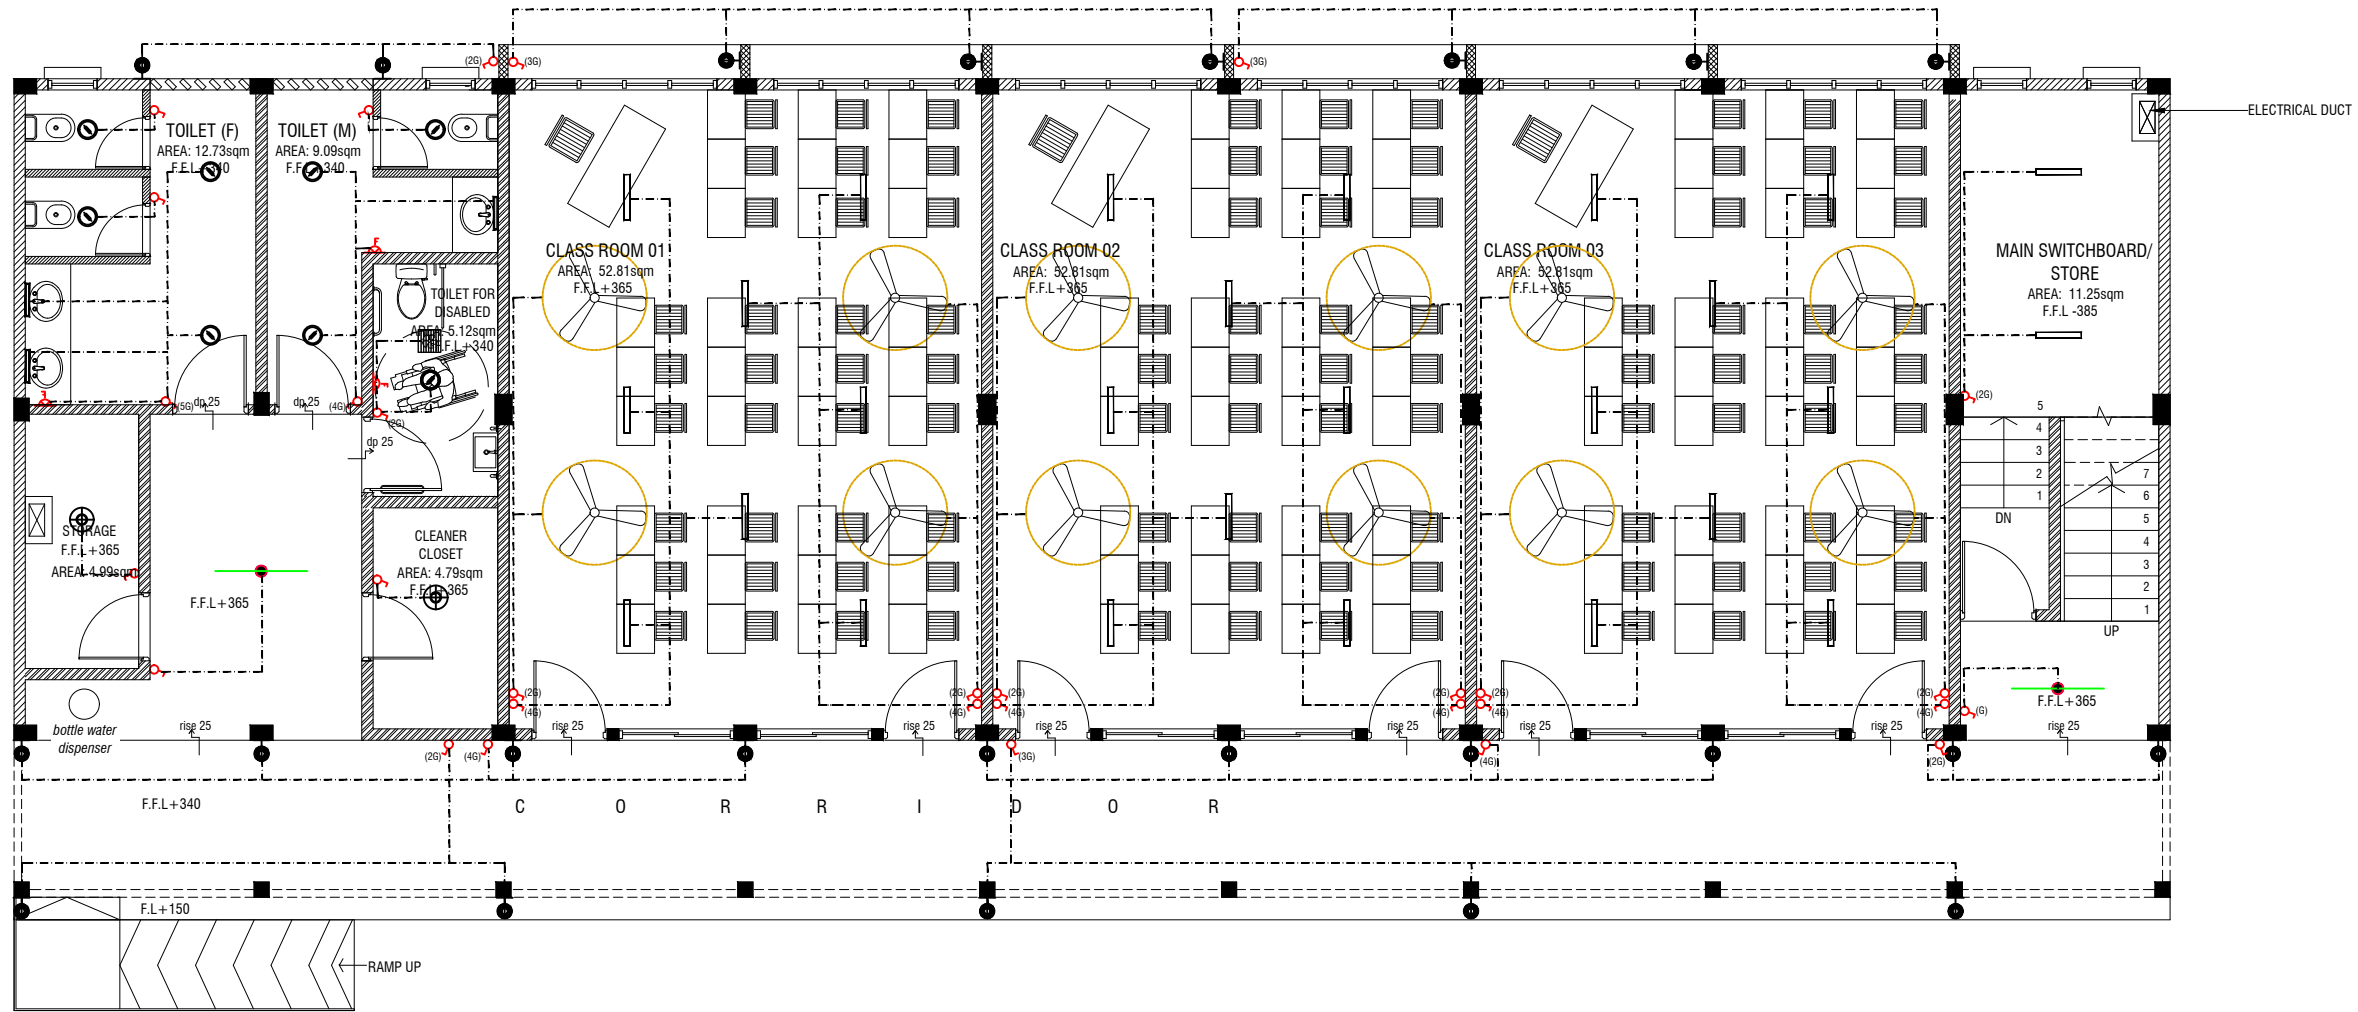 (2G)
(3G)
(3G)
ELECTRICAL DUCT
TOILET (F)
AREA: 12.73sqm
F.F.L+340
TOILET (M)
AREA: 9.09sqm
F.F.L+340
CLASS ROOM 01
AREA: 52.81sqm
F.F.L+365
CLASS ROOM 02
AREA: 52.81sqm
F.F.L+365
CLASS ROOM 03
AREA: 52.81sqm
F.F.L+365
MAIN SWITCHBOARD/
STORE
AREA: 11.25sqm
F.F.L -385
TOILET FOR
DISABLED
AREA: 5.12sqm
F.F.L+340
(5G)
dp 25
dp 25
(4G)
(2G)
dp 25
(2G)
5
4
3
2
1
DN
7
6
5
4
3
2
1
UP
STORAGE
F.F.L+365
AREA: 4.99sqm
CLEANER
CLOSET
AREA: 4.79sqm
F.F.L+365
F.F.L+365
(2G)
(4G)
(2G)
(4G)
(2G)
(4G)
(2G)
(4G)
(2G)
(4G)
(2G)
(4G)
(G)
F.F.L+365
bottle water
dispenser
rise 25
rise 25
rise 25
rise 25
rise 25
rise 25
rise 25
rise 25
(2G)
(4G)
(3G)
(4G)
(2G)
F.F.L+340
C O R R I D O R
F.L+150
RAMP UP